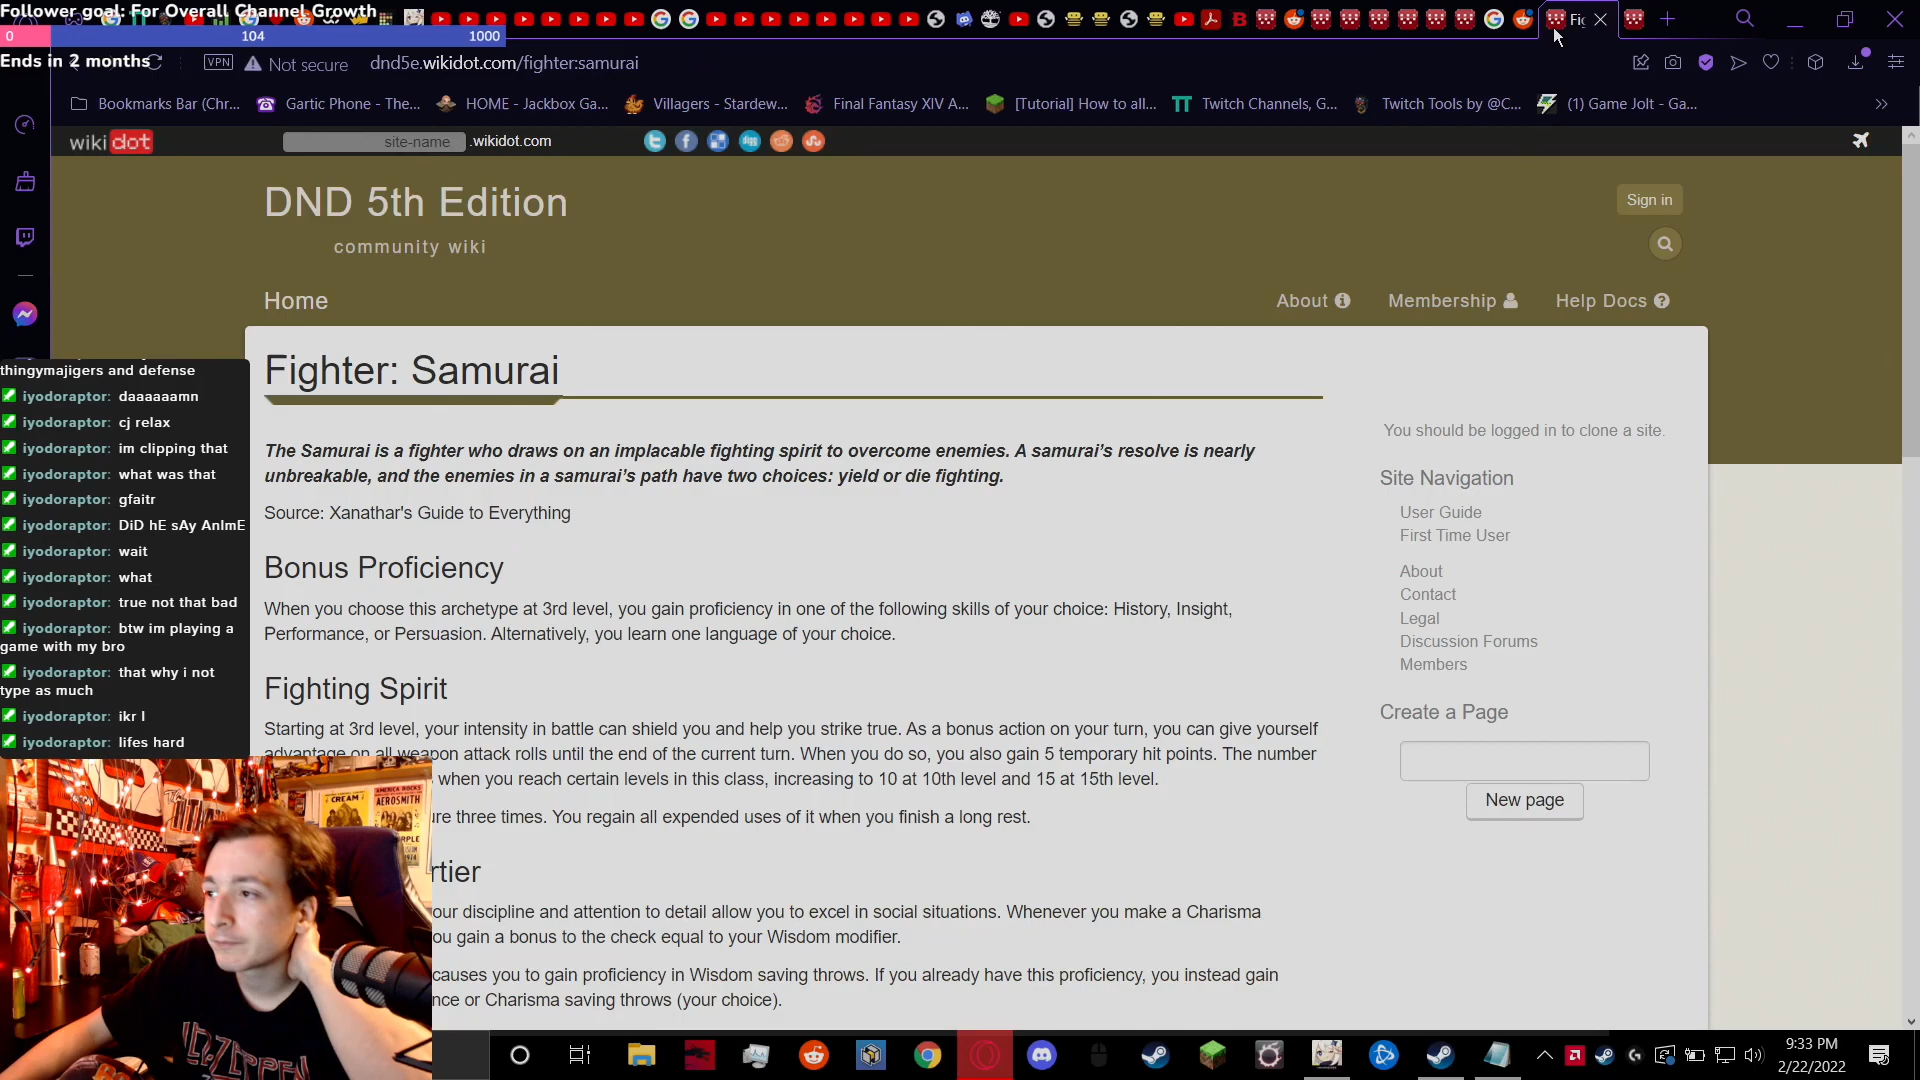 Follower goal: For Overall Channel Growth
0 104 1000
Ends in 2 months
Fig
VPN Not secure dnd5e.wikidot.com/fighter:samurai
Bookmarks Bar (Chr... Gartic Phone - The... HOME - Jackbox Ga... Villagers - Stardew... Final Fantasy XIV A... [Tutorial] How to all... Twitch Channels, G... Twitch Tools by @C... (1) Game Jolt - Ga...
wikidot site-name .wikidot.com
DND 5th Edition
Sign in
community wiki
Home About Membership Help Docs
Fighter: Samurai
The Samurai is a fighter who draws on an implacable fighting spirit to overcome enemies. A samurai's resolve is nearly
unbreakable, and the enemies in a samurai's path have two choices: yield or die fighting.
Source: Xanathar's Guide to Everything
Bonus Proficiency
When you choose this archetype at 3rd level, you gain proficiency in one of the following skills of your choice: History, Insight,
Performance, or Persuasion. Alternatively, you learn one language of your choice.
Fighting Spirit
Starting at 3rd level, your intensity in battle can shield you and help you strike true. As a bonus action on your turn, you can give yourself
advantage on all weapon attack rolls until the end of the current turn. When you do so, you also gain 5 temporary hit points. The number
when you reach certain levels in this class, increasing to 10 at 10th level and 15 at 15th level.
re three times. You regain all expended uses of it when you finish a long rest.
rtier
our discipline and attention to detail allow you to excel in social situations. Whenever you make a Charisma
ou gain a bonus to the check equal to your Wisdom modifier.
causes you to gain proficiency in Wisdom saving throws. If you already have this proficiency, you instead gain
nce or Charisma saving throws (your choice).
You should be logged in to clone a site.
Site Navigation
User Guide
First Time User
About
Contact
Legal
Discussion Forums
Members
Create a Page
New page
thingymajigers and defense
iyodoraptor: daaaaaamn
iyodoraptor: cj relax
iyodoraptor: im clipping that
iyodoraptor: what was that
iyodoraptor: gfaitr
iyodoraptor: DiD hE sAy AnImE
iyodoraptor: wait
iyodoraptor: what
iyodoraptor: true not that bad
iyodoraptor: btw im playing a
game with my bro
iyodoraptor: that why i not
type as much
iyodoraptor: ikr l
iyodoraptor: lifes hard
CREAM
AMERICA ROCKS
AEROSMITH
9:33 PM
2/22/2022